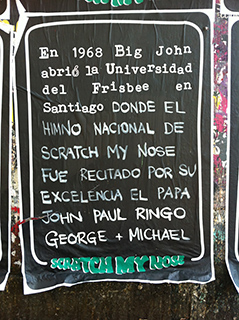 En 1968 Big John
abrió la Universidad
del Frisbee en
Santiago DONDE EL
HIMNO NACIONAL DE
SCRATCH MY NOSE
FUE RECITADO POR SU
EXCELENCIA EL PAPA
JOHN PAUL RINGO
GEORGE + MICHAEL
SCRATCH MY NOSE